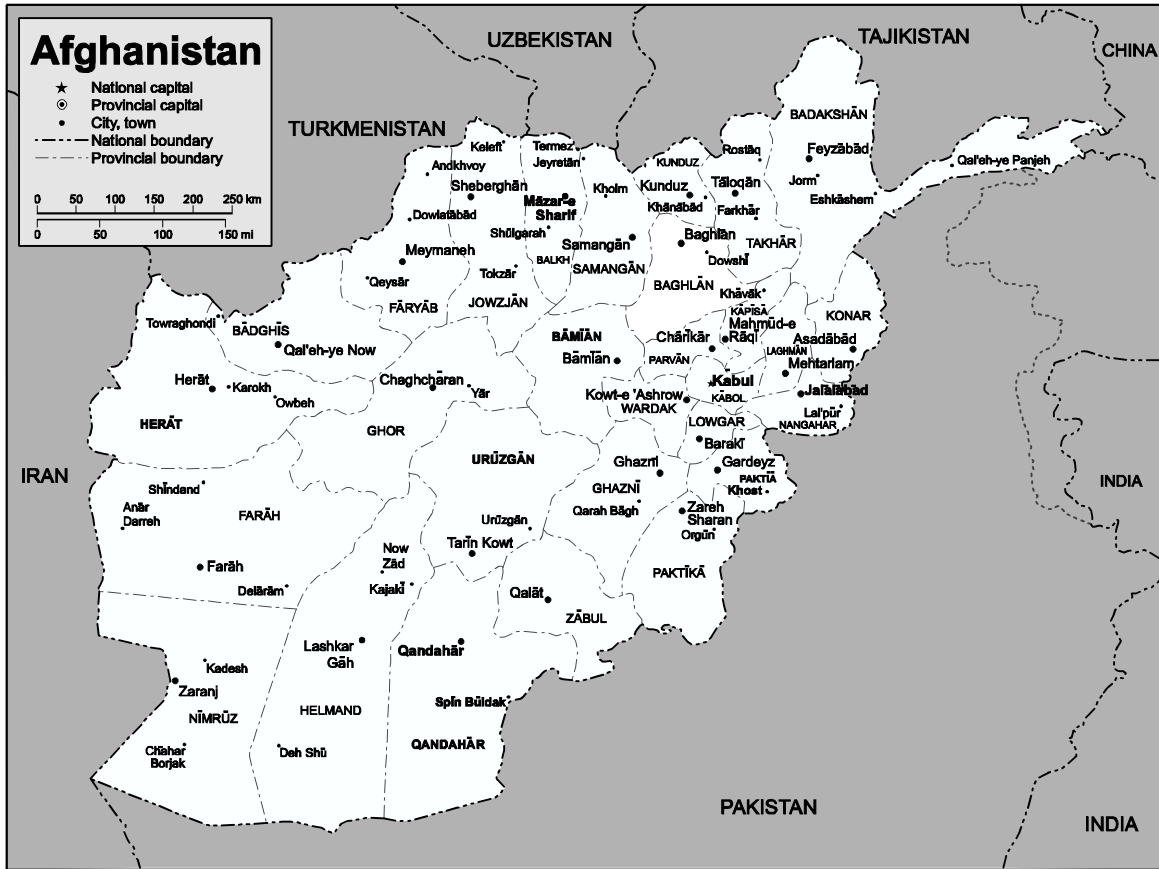 Afghanistan
National capital
Provincial capital
City, town
National boundary
Provincial boundary
0 50 100 150 200 250 km
0 50 100 150 mi
UZBEKISTAN
TAJIKISTAN
CHINA
TURKMENISTAN
BADAKSHĀN
Keleft
Termez
Jeyretān
Rostāq
KUNDUZ
Feyzābād
Qal'eh-ye Panjeh
Andkhvoy
Sheberghān
Kholm
Kunduz
Tāloqān
Jorm
Eshkāshem
Māzar-e
Sharif
Khānābād
Farkhār
Dowlatābād
Shūlgarah
Samangān
Baghlān
TAKHĀR
Meymaneh
BALKH
SAMANGĀN
Dowshī
Tokzār
Qeysār
BAGHLĀN
Khāvāk
FĀRYĀB
JOWZJĀN
KĀPĪSĀ
KONAR
Towraghondi
BĀDGHĪS
Qal'eh-ye Now
BĀMĪĀN
Mahmūd-e
Rāqī
Chārīkār
Asadābād
Bāmīān
PARVĀN
LAGHMĀN
Mehtarlam
Herāt
Karokh
Owbeh
Chaghcharan
Yār
Kabul
KĀBOL
Jalālābād
Kowt-e 'Ashrow
WARDAK
Lal'pūr
NANGAHAR
HERĀT
GHOR
LOWGAR
Baraki
URŪZGĀN
Ghaznī
Gardeyz
IRAN
GHAZNĪ
PAKTĪĀ
Khost
INDIA
Shīndand
Qarah Bāgh
Zareh
Sharan
Anār
Darreh
FARĀH
Urūzgān
Orgūn
Tarīn Kowt
Now
Zād
Farāh
PAKTĪKĀ
Delārām
Kajakī
Qalāt
ZĀBUL
Lashkar
Gāh
Qandahār
Kadesh
Zaranj
Spīn Būldak
NĪMRŪZ
HELMAND
Chahar
Borjak
Deh Shū
QANDAHĀR
PAKISTAN
INDIA